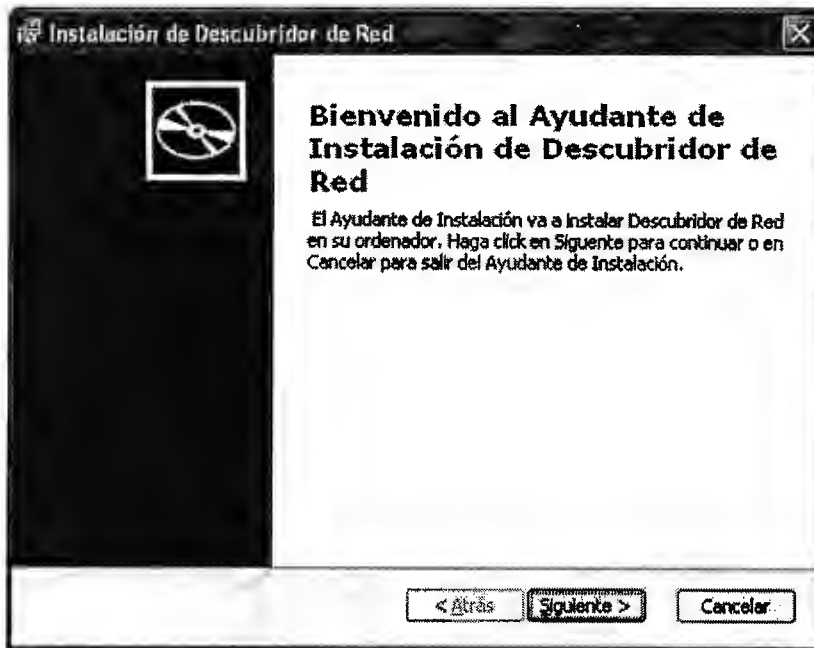 Instalación de Descubridor de Red
Bienvenido al Ayudante de
Instalación de Descubridor de
Red
El Ayudante de Instalación va a instalar Descubridor de Red
en su ordenador. Haga click en Siguente para continuar o en
Cancelar para salir del Ayudante de Instalación.
< Atrás Siguiente > Cancelar